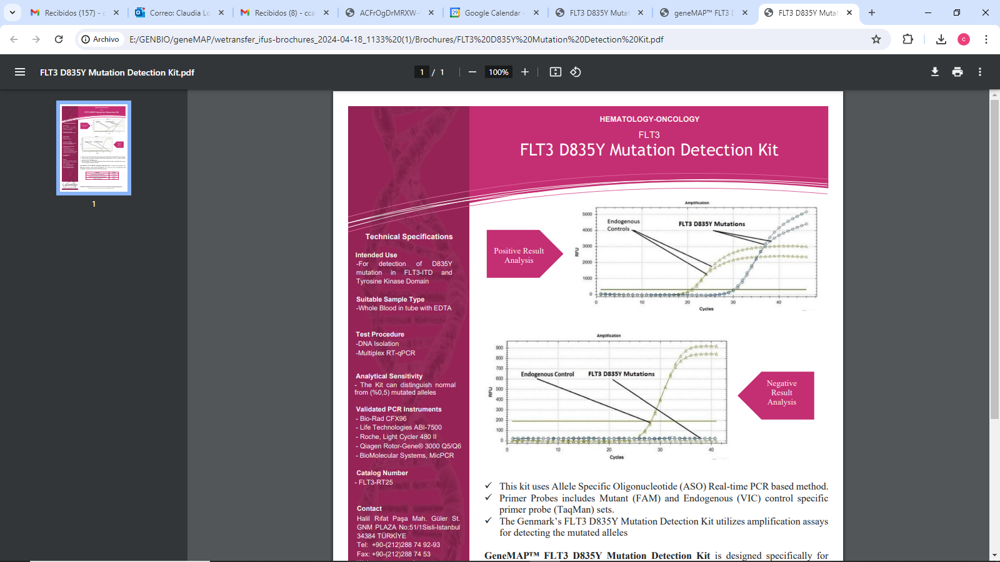 Recibidos (157) - c
Correo: Claudia Lo
Recibidos (8) - cca
ACFrOgDrMRXW-
Google Calendar -
FLT3 D835Y Mutat
geneMAP™ FLT3 D
FLT3 D835Y Mutat
Archivo
E:/GENBIO/geneMAP/wetransfer_ifus-brochures_2024-04-18_1133%20(1)/Brochures/FLT3%20D835Y%20Mutation%20Detection%20Kit.pdf
FLT3 D835Y Mutation Detection Kit.pdf
1 / 1
100%
1
HEMATOLOGY-ONCOLOGY
FLT3
FLT3 D835Y Mutation Detection Kit
Technical Specifications
Intended Use
-For detection of D835Y
mutation in FLT3-ITD and
Tyrosine Kinase Domain
Suitable Sample Type
-Whole Blood in tube with EDTA
Test Procedure
-DNA Isolation
-Multiplex RT-qPCR
Analytical Sensitivity
- The Kit can distinguish normal
from (%0,5) mutated alleles
Validated PCR Instruments
- Bio-Rad CFX96
- Life Technologies ABI-7500
- Roche, Light Cycler 480 II
- Qiagen Rotor-Gene® 3000 Q5/Q6
- BioMolecular Systems, MicPCR
Catalog Number
- FLT3-RT25
Contact
Halil Rıfat Paşa Mah. Güler St.
GNM PLAZA No:51/1Sisli-Istanbul
34384 TÜRKİYE
Tel: +90-(212)288 74 92-93
Fax: +90-(212)288 74 53
Positive Result
Analysis
Amplification
Endogenous
Controls
FLT3 D835Y Mutations
RFU
5000
4000
3000
2000
1000
0
0 10 20 30 40
Cycles
Amplification
Endogenous Control
FLT3 D835Y Mutations
RFU
900
800
700
600
500
400
300
200
100
0
0 10 20 30 40
Cycles
Negative
Result
Analysis
✓ This kit uses Allele Specific Oligonucleotide (ASO) Real-time PCR based method.
✓ Primer Probes includes Mutant (FAM) and Endogenous (VIC) control specific
primer probe (TaqMan) sets.
✓ The Genmark’s FLT3 D835Y Mutation Detection Kit utilizes amplification assays
for detecting the mutated alleles
GeneMAP™ FLT3 D835Y Mutation Detection Kit is designed specifically for